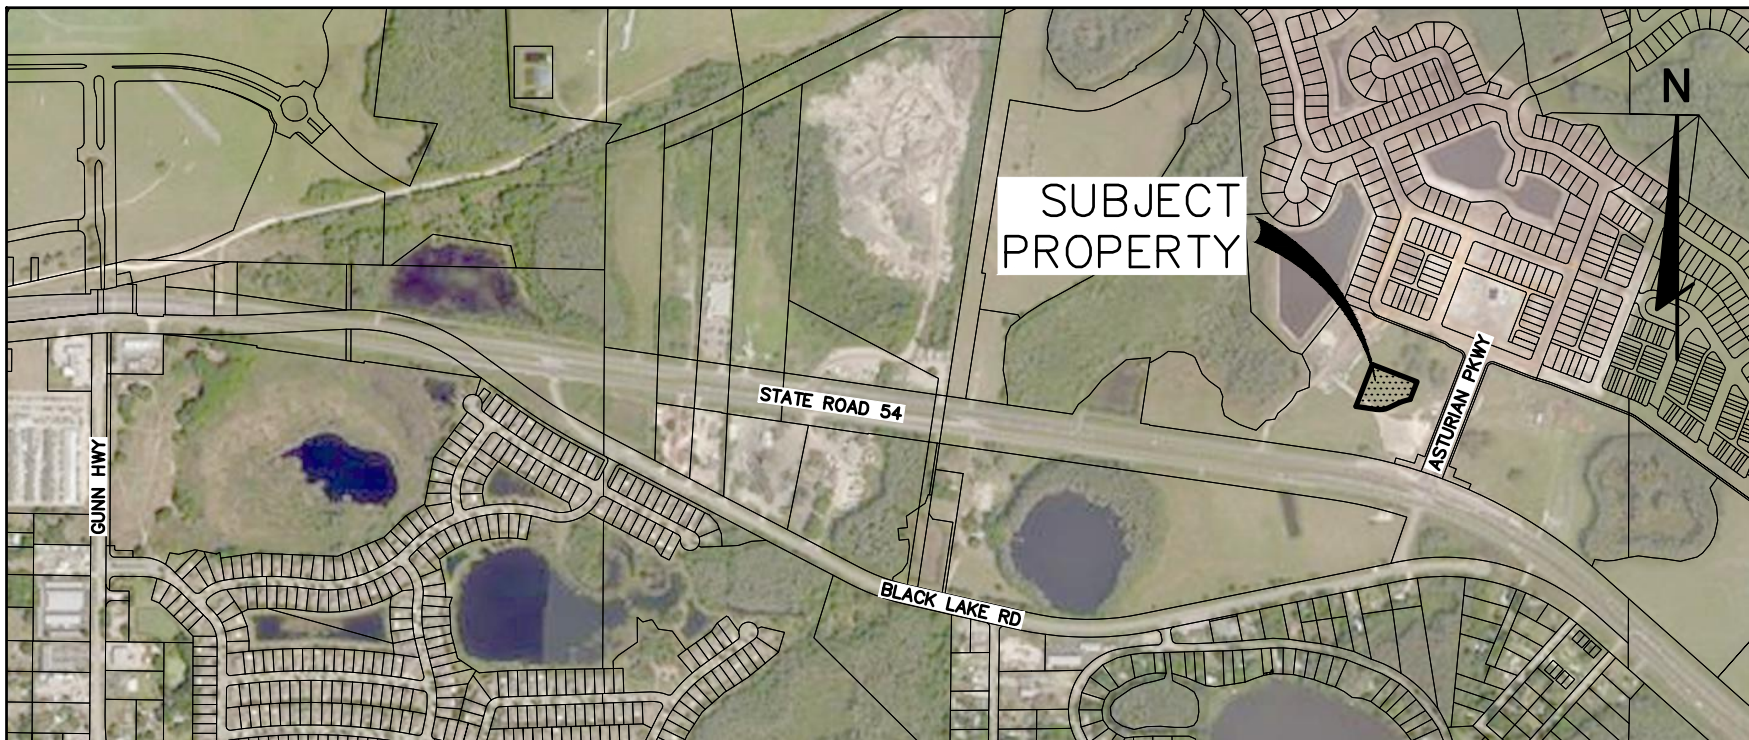 N
SUBJECT
PROPERTY
STATE ROAD 54
ASTURIAN PKWY
GUNN HWY
BLACK LAKE RD